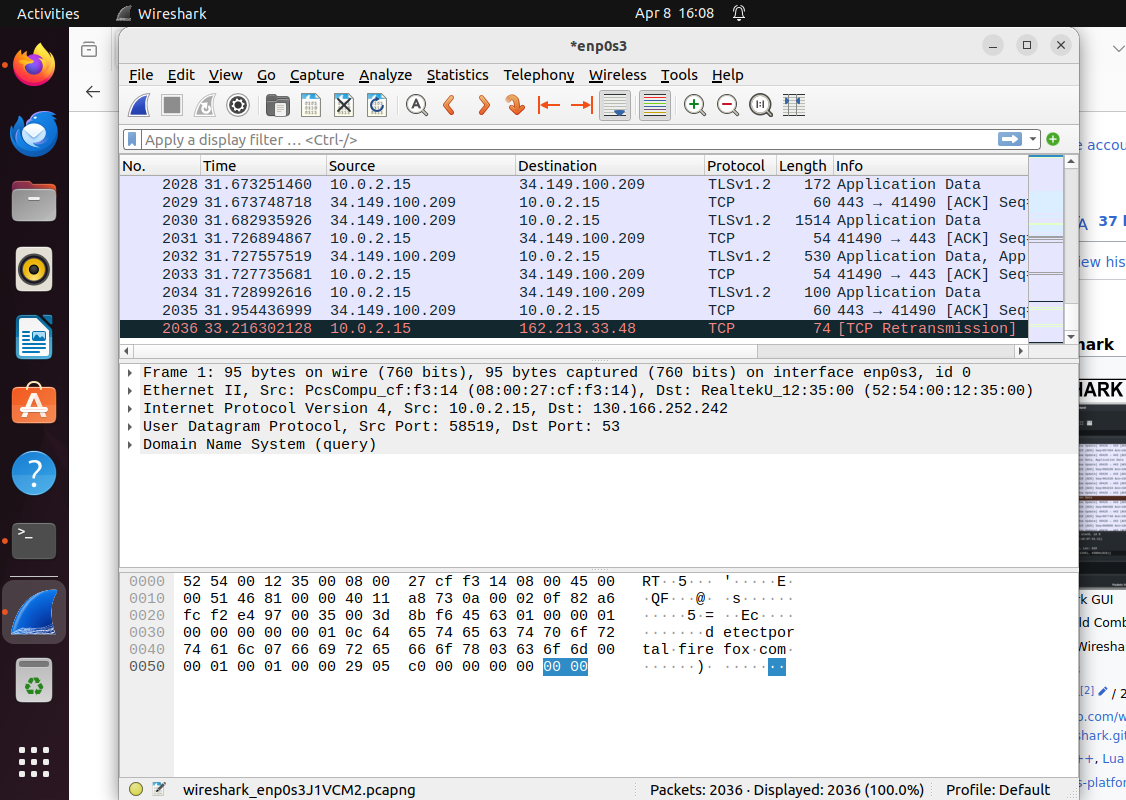 Activities Wireshark Apr 8 16:08
*enp0s3
File Edit View Go Capture Analyze Statistics Telephony Wireless Tools Help
Apply a display filter … <Ctrl-/>
No. Time Source Destination Protocol Length Info
2028 31.673251460 10.0.2.15 34.149.100.209 TLSv1.2 172 Application Data
2029 31.673748718 34.149.100.209 10.0.2.15 TCP 60 443 → 41490 [ACK] Seq=
2030 31.682935926 34.149.100.209 10.0.2.15 TLSv1.2 1514 Application Data
2031 31.726894867 10.0.2.15 34.149.100.209 TCP 54 41490 → 443 [ACK] Seq=
2032 31.727557519 34.149.100.209 10.0.2.15 TLSv1.2 530 Application Data, App
2033 31.727735681 10.0.2.15 34.149.100.209 TCP 54 41490 → 443 [ACK] Seq=
2034 31.728992616 10.0.2.15 34.149.100.209 TLSv1.2 100 Application Data
2035 31.954436999 34.149.100.209 10.0.2.15 TCP 60 443 → 41490 [ACK] Seq=
2036 33.216302128 10.0.2.15 162.213.33.48 TCP 74 [TCP Retransmission]
Frame 1: 95 bytes on wire (760 bits), 95 bytes captured (760 bits) on interface enp0s3, id 0
Ethernet II, Src: PcsCompu_cf:f3:14 (08:00:27:cf:f3:14), Dst: RealtekU_12:35:00 (52:54:00:12:35:00)
Internet Protocol Version 4, Src: 10.0.2.15, Dst: 130.166.252.242
User Datagram Protocol, Src Port: 58519, Dst Port: 53
Domain Name System (query)
0000 52 54 00 12 35 00 08 00 27 cf f3 14 08 00 45 00 RT··5··· '·····E·
0010 00 51 46 81 00 00 40 11 a8 73 0a 00 02 0f 82 a6 ·QF···@· ·s······
0020 fc f2 e4 97 00 35 00 3d 8b f6 45 63 01 00 00 01 ·····5·= ··Ec····
0030 00 00 00 00 00 01 0c 64 65 74 65 63 74 70 6f 72 ·······d etectpor
0040 74 61 6c 07 66 69 72 65 66 6f 78 03 63 6f 6d 00 tal·fire fox·com·
0050 00 01 00 01 00 00 29 05 c0 00 00 00 00 00 00 ······)· ·······
wireshark_enp0s3J1VCM2.pcapng Packets: 2036 · Displayed: 2036 (100.0%) Profile: Default
e accou
A 37 l
ew his
ark
HARK
rk GUI
ld Comb
Wiresha
[2] / 2
o.com/w
shark.git
++, Lua
s-platfor